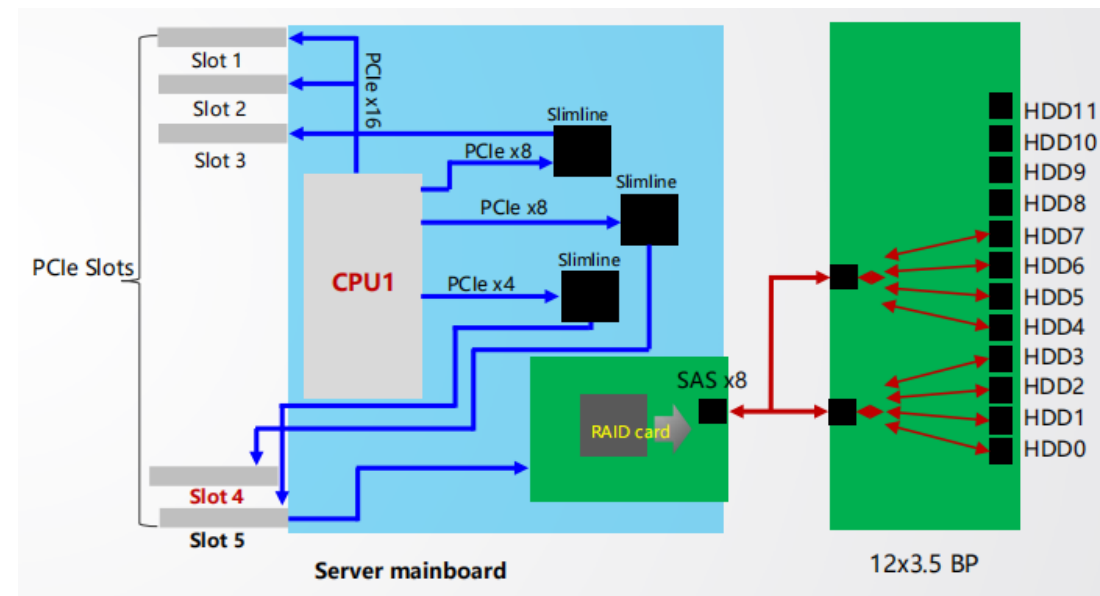 Slot 1
Slot 2
Slot 3
PCIe x16
Slimline
PCIe x8
Slimline
PCIe x8
PCIe Slots
CPU1
Slimline
PCIe x4
SAS x8
RAID card
Slot 4
Slot 5
Server mainboard
HDD11
HDD10
HDD9
HDD8
HDD7
HDD6
HDD5
HDD4
HDD3
HDD2
HDD1
HDD0
12x3.5 BP